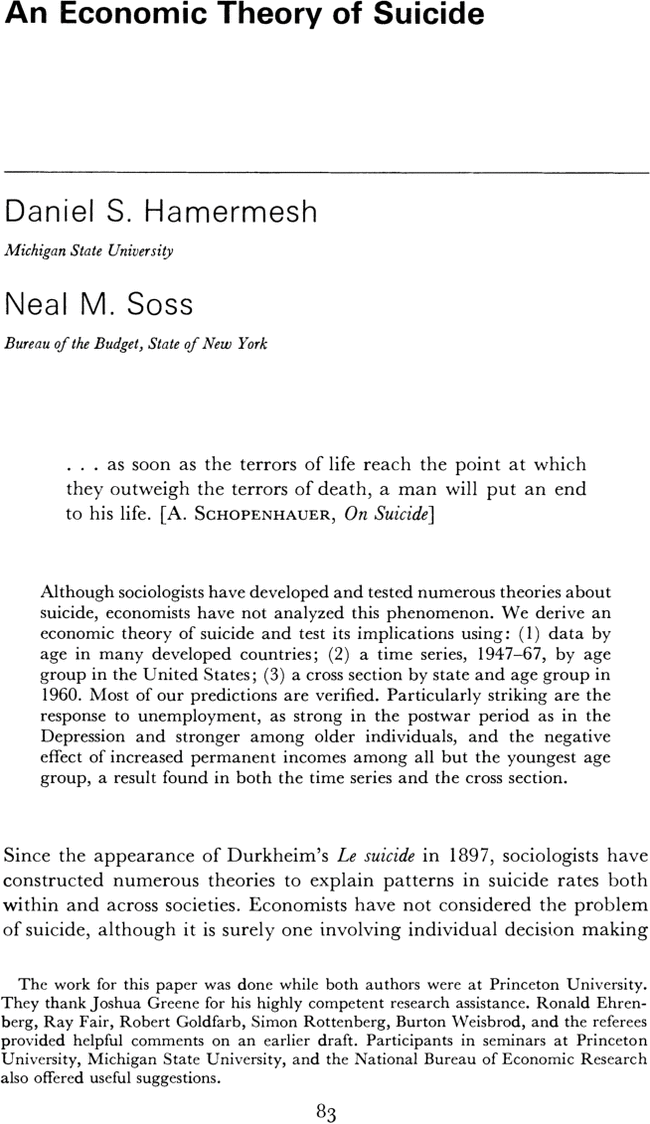 An Economic Theory of Suicide
Daniel S. Hamermesh
Michigan State University
Neal M. Soss
Bureau of the Budget, State of New York
. . . as soon as the terrors of life reach the point at which
they outweigh the terrors of death, a man will put an end
to his life. [A. SCHOPENHAUER, On Suicide]
Although sociologists have developed and tested numerous theories about
suicide, economists have not analyzed this phenomenon. We derive an
economic theory of suicide and test its implications using: (1) data by
age in many developed countries; (2) a time series, 1947–67, by age
group in the United States; (3) a cross section by state and age group in
1960. Most of our predictions are verified. Particularly striking are the
response to unemployment, as strong in the postwar period as in the
Depression and stronger among older individuals, and the negative
effect of increased permanent incomes among all but the youngest age
group, a result found in both the time series and the cross section.
Since the appearance of Durkheim's Le suicide in 1897, sociologists have
constructed numerous theories to explain patterns in suicide rates both
within and across societies. Economists have not considered the problem
of suicide, although it is surely one involving individual decision making
The work for this paper was done while both authors were at Princeton University.
They thank Joshua Greene for his highly competent research assistance. Ronald Ehren-
berg, Ray Fair, Robert Goldfarb, Simon Rottenberg, Burton Weisbrod, and the referees
provided helpful comments on an earlier draft. Participants in seminars at Princeton
University, Michigan State University, and the National Bureau of Economic Research
also offered useful suggestions.
83